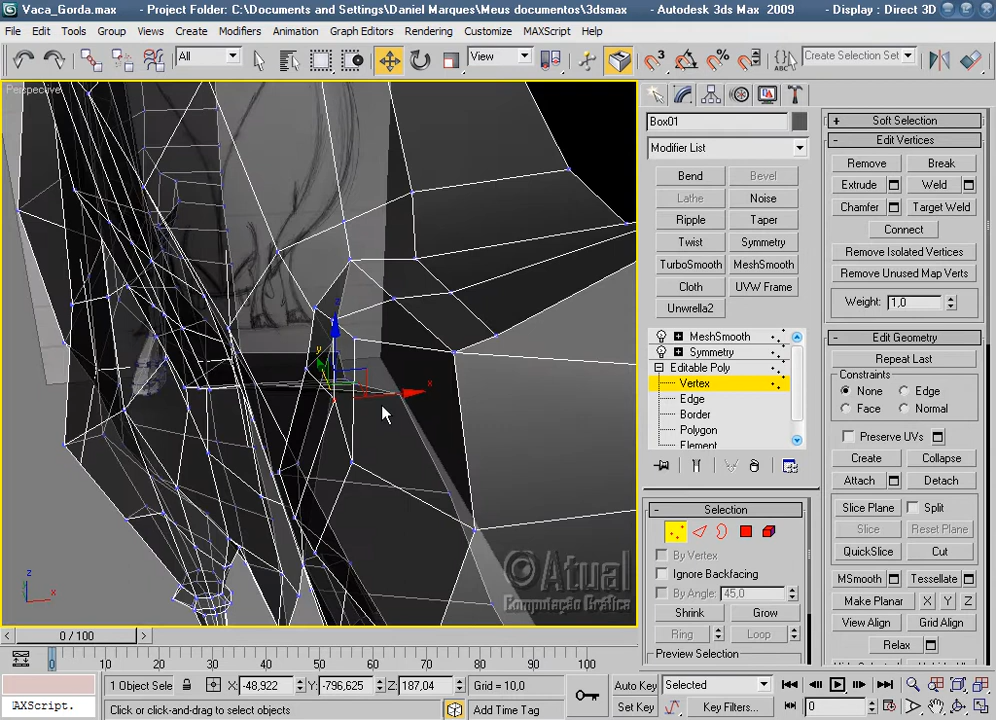 Vaca_Gorda.max - Project Folder: C:\Documents and Settings\Daniel Marques\Meus documentos\3dsmax - Autodesk 3ds Max 2009 - Display : Direct 3D
File Edit Tools Group Views Create Modifiers Animation Graph Editors Rendering Customize MAXScript Help
All View Create Selection Set
Perspective
Box01
Modifier List
Bend Bevel
Lathe Noise
Ripple Taper
Twist Symmetry
TurboSmooth MeshSmooth
Cloth UVW Frame
Unwrella2
MeshSmooth
Symmetry
Editable Poly
Vertex
Edge
Border
Polygon
Element
Selection
By Vertex
Ignore Backfacing
By Angle: 45,0
Shrink Grow
Ring Loop
Preview Selection
Soft Selection
Edit Vertices
Remove Break
Extrude Weld
Chamfer Target Weld
Connect
Remove Isolated Vertices
Remove Unused Map Verts
Weight: 1,0
Edit Geometry
Repeat Last
Constraints
None Edge
Face Normal
Preserve UVs
Create Collapse
Attach Detach
Slice Plane Split
Slice Reset Plane
QuickSlice Cut
MSmooth Tessellate
Make Planar X Y Z
View Align Grid Align
Relax
x
y
z
x
©Atual
Computação Gráfica
0 / 100
0 10 20 30 40 50 60 70 80 90 100
1 Object Sele X: -48,922 Y: -796,625 Z: 187,04 Grid = 10,0 Auto Key Selected
AXScript. Click or click-and-drag to select objects Add Time Tag Set Key Key Filters... 0